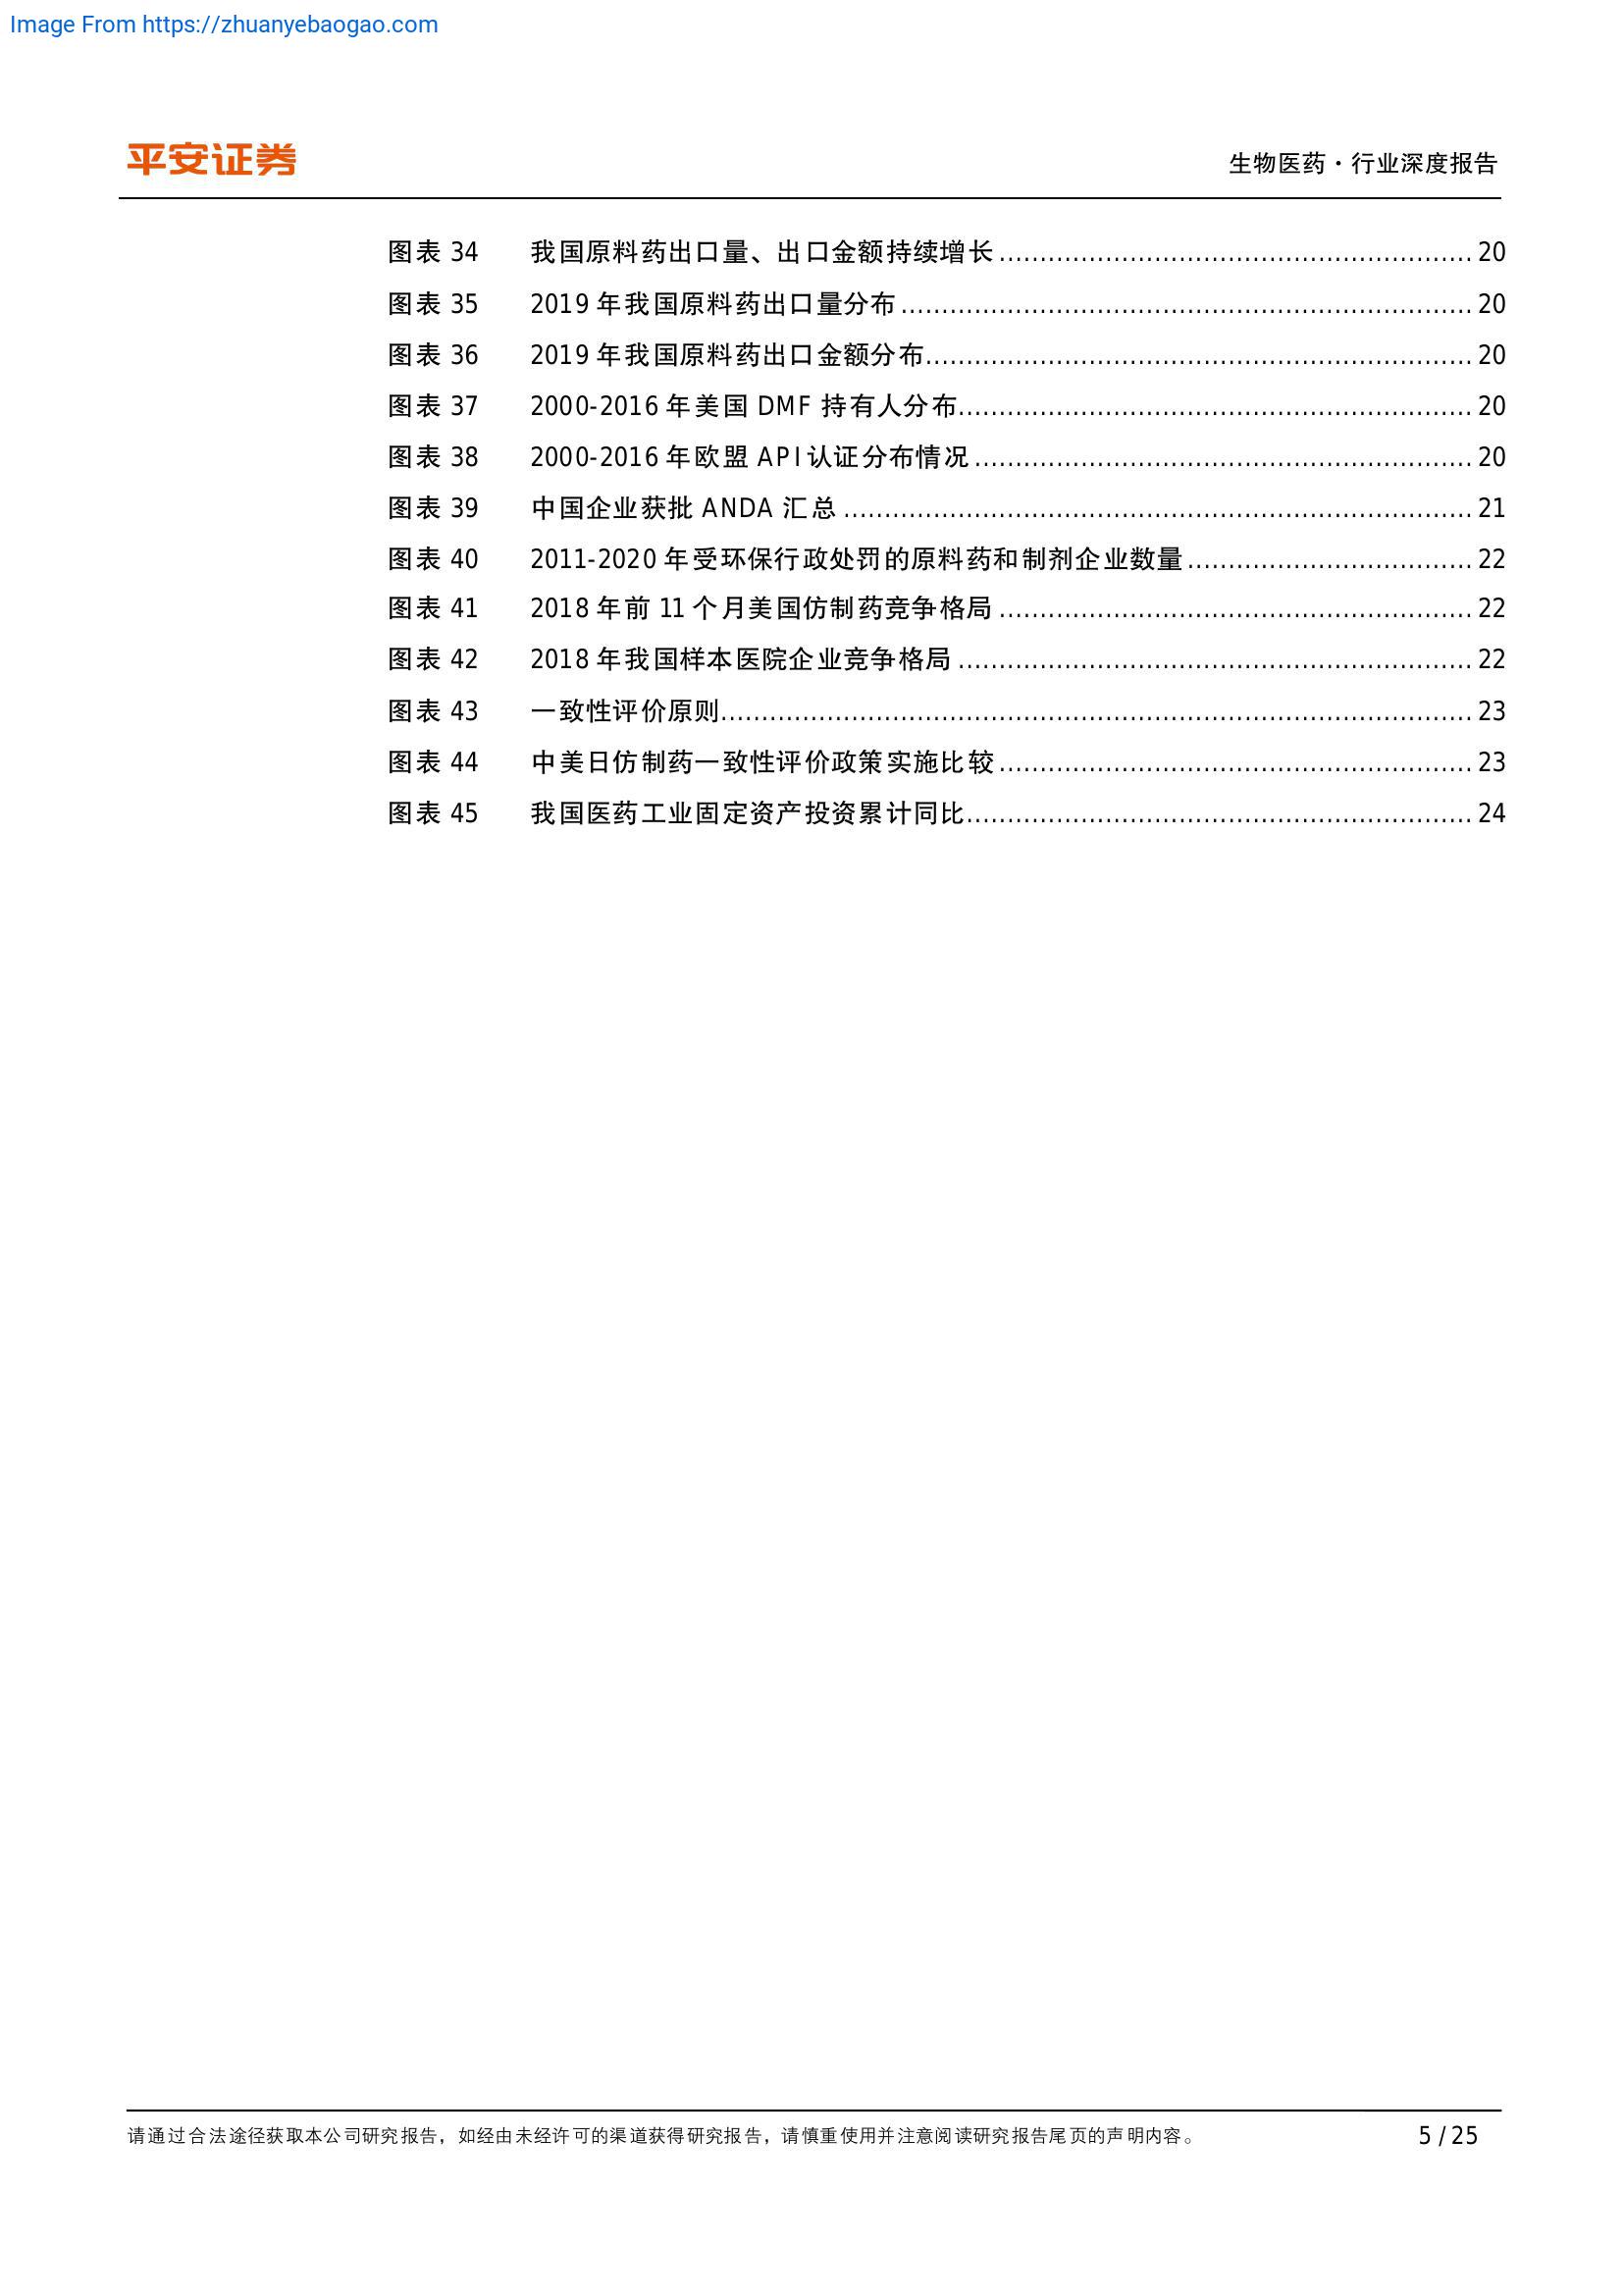 Image From https://zhuanyebaogao.com
平安证券
生物医药·行业深度报告
图表 34 我国原料药出口量、出口金额持续增长 20
图表 35 2019 年我国原料药出口量分布 20
图表 36 2019 年我国原料药出口金额分布 20
图表 37 2000-2016 年美国 DMF 持有人分布 20
图表 38 2000-2016 年欧盟 API 认证分布情况 20
图表 39 中国企业获批 ANDA 汇总 21
图表 40 2011-2020 年受环保行政处罚的原料药和制剂企业数量 22
图表 41 2018 年前 11 个月美国仿制药竞争格局 22
图表 42 2018 年我国样本医院企业竞争格局 22
图表 43 一致性评价原则 23
图表 44 中美日仿制药一致性评价政策实施比较 23
图表 45 我国医药工业固定资产投资累计同比 24
请通过合法途径获取本公司研究报告，如经由未经许可的渠道获得研究报告，请慎重使用并注意阅读研究报告尾页的声明内容。
5 / 25